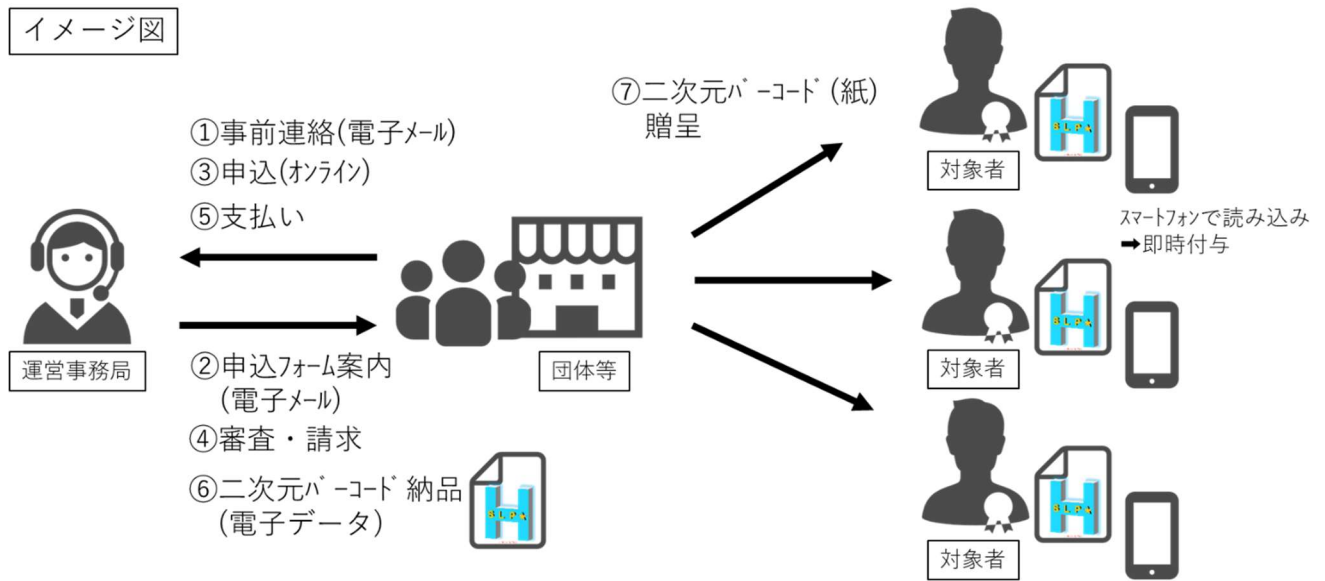 イメージ図
①事前連絡(電子ﾒｰﾙ)
③申込(ｵﾝﾗｲﾝ)
⑤支払い
運営事務局
②申込ﾌｫｰﾑ案内
(電子ﾒｰﾙ)
④審査・請求
⑥二次元ﾊﾞｰｺｰﾄﾞ納品
(電子データ)
団体等
⑦二次元ﾊﾞｰｺｰﾄﾞ(紙)
贈呈
対象者
ｽﾏｰﾄﾌｫﾝで読み込み
➡即時付与
対象者
対象者